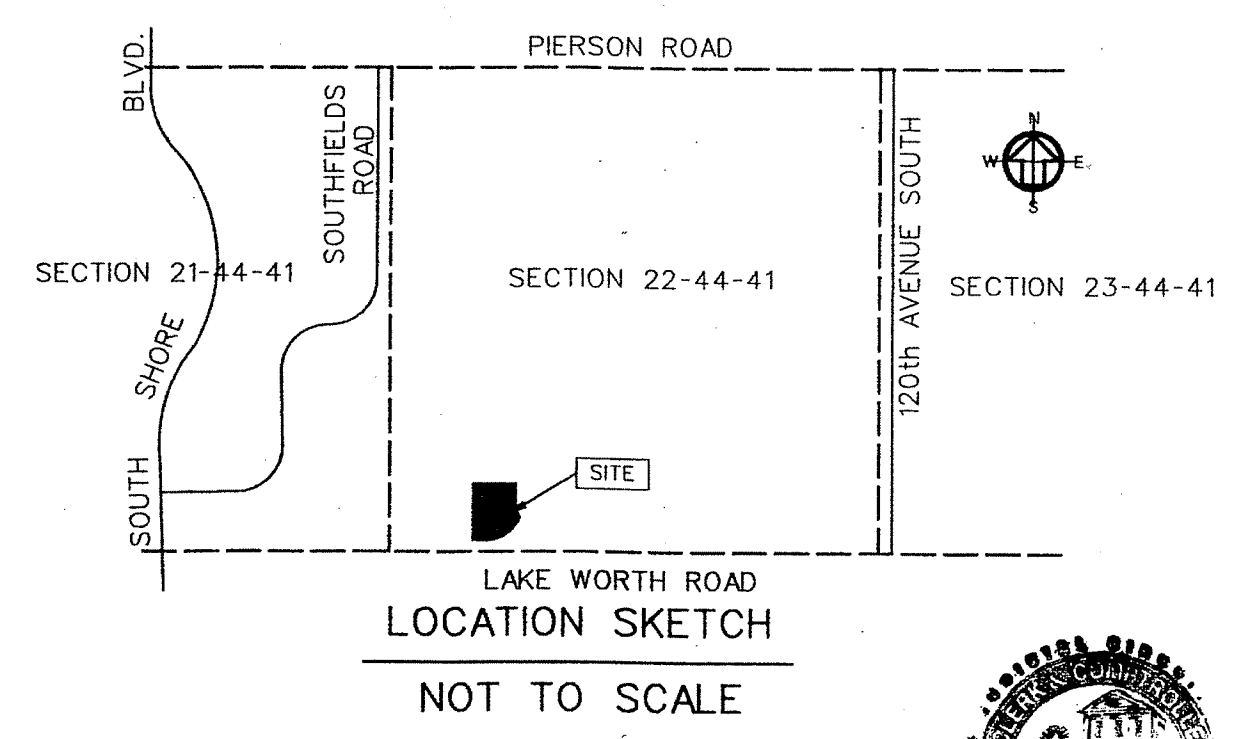 PIERSON ROAD
BLVD.
SOUTHFIELDS
ROAD
120th AVENUE SOUTH
N
W E
S
SECTION 21-44-41
SECTION 22-44-41
SECTION 23-44-41
SHORE
SOUTH
SITE
LAKE WORTH ROAD
LOCATION SKETCH
NOT TO SCALE